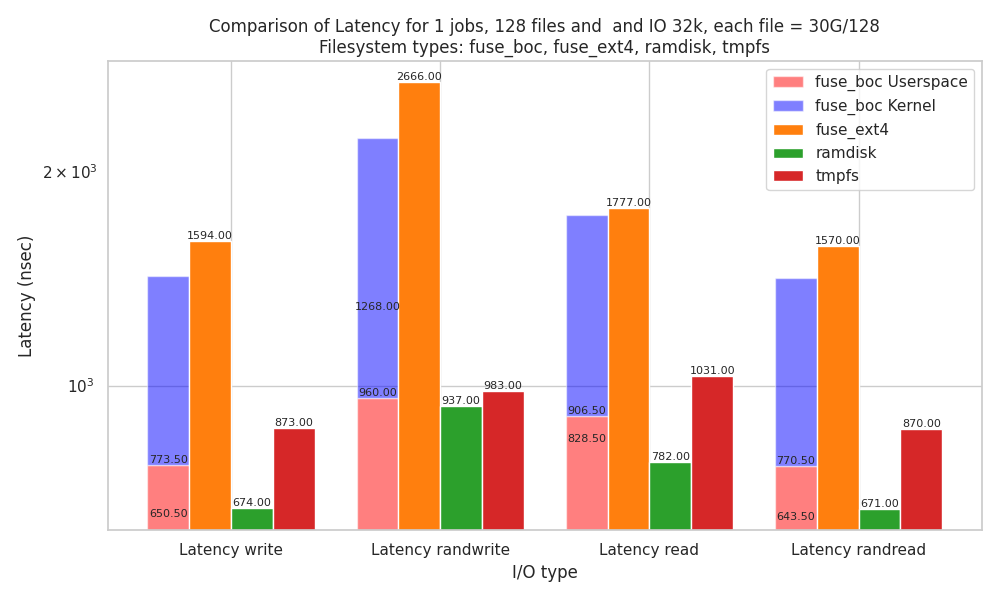 Comparison of Latency for 1 jobs, 128 files and  and IO 32k, each file = 30G/128
Filesystem types: fuse_boc, fuse_ext4, ramdisk, tmpfs
fuse_boc Userspace
fuse_boc Kernel
fuse_ext4
ramdisk
tmpfs
Latency (nsec)
2 × 10³
10³
1594.00
773.50
650.50
674.00
873.00
2666.00
1268.00
960.00
937.00
983.00
1777.00
906.50
828.50
782.00
1031.00
1570.00
770.50
643.50
671.00
870.00
Latency write
Latency randwrite
Latency read
Latency randread
I/O type